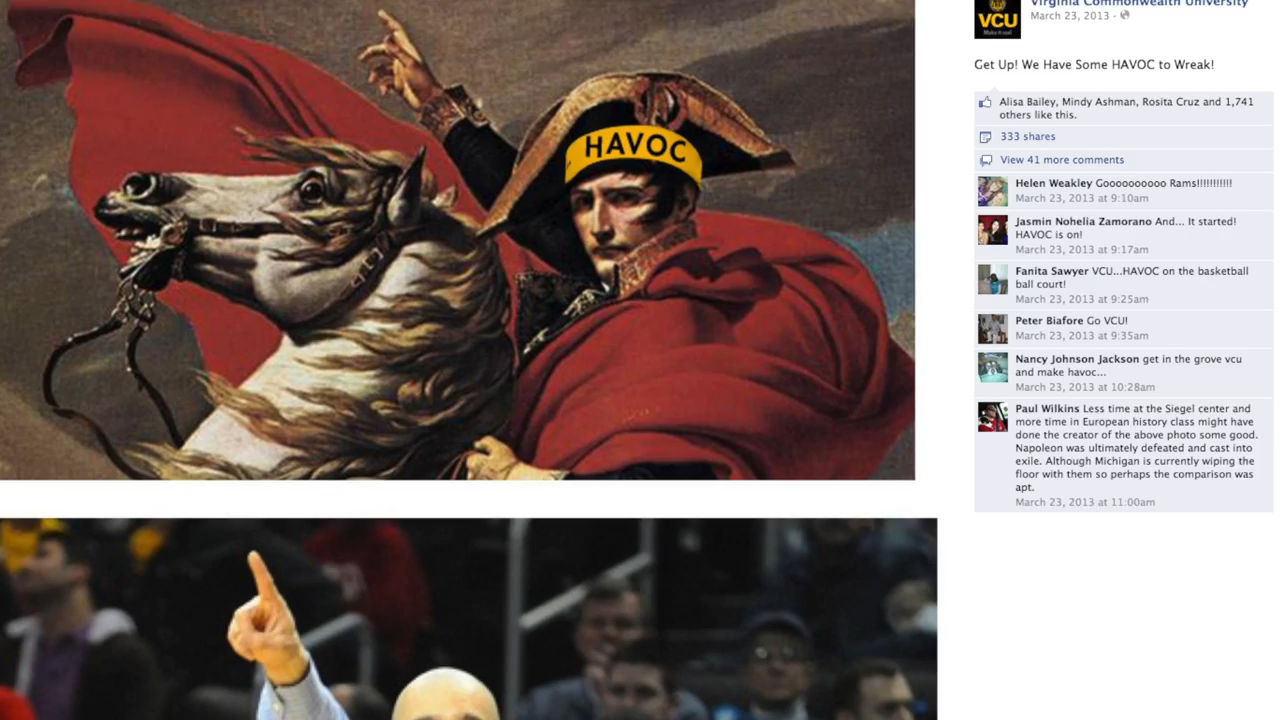 HAVOC
VCU
Make it real
Virginia Commonwealth University
March 23, 2013 ·
Get Up! We Have Some HAVOC to Wreak!
Alisa Bailey, Mindy Ashman, Rosita Cruz and 1,741
others like this.
333 shares
View 41 more comments
Helen Weakley Goooooooooo Rams!!!!!!!!!!!
March 23, 2013 at 9:10am
Jasmin Nohelia Zamorano And... It started!
HAVOC is on!
March 23, 2013 at 9:17am
Fanita Sawyer VCU...HAVOC on the basketball
ball court!
March 23, 2013 at 9:25am
Peter Biafore Go VCU!
March 23, 2013 at 9:35am
Nancy Johnson Jackson get in the grove vcu
and make havoc...
March 23, 2013 at 10:28am
Paul Wilkins Less time at the Siegel center and
more time in European history class might have
done the creator of the above photo some good.
Napoleon was ultimately defeated and cast into
exile. Although Michigan is currently wiping the
floor with them so perhaps the comparison was
apt.
March 23, 2013 at 11:00am